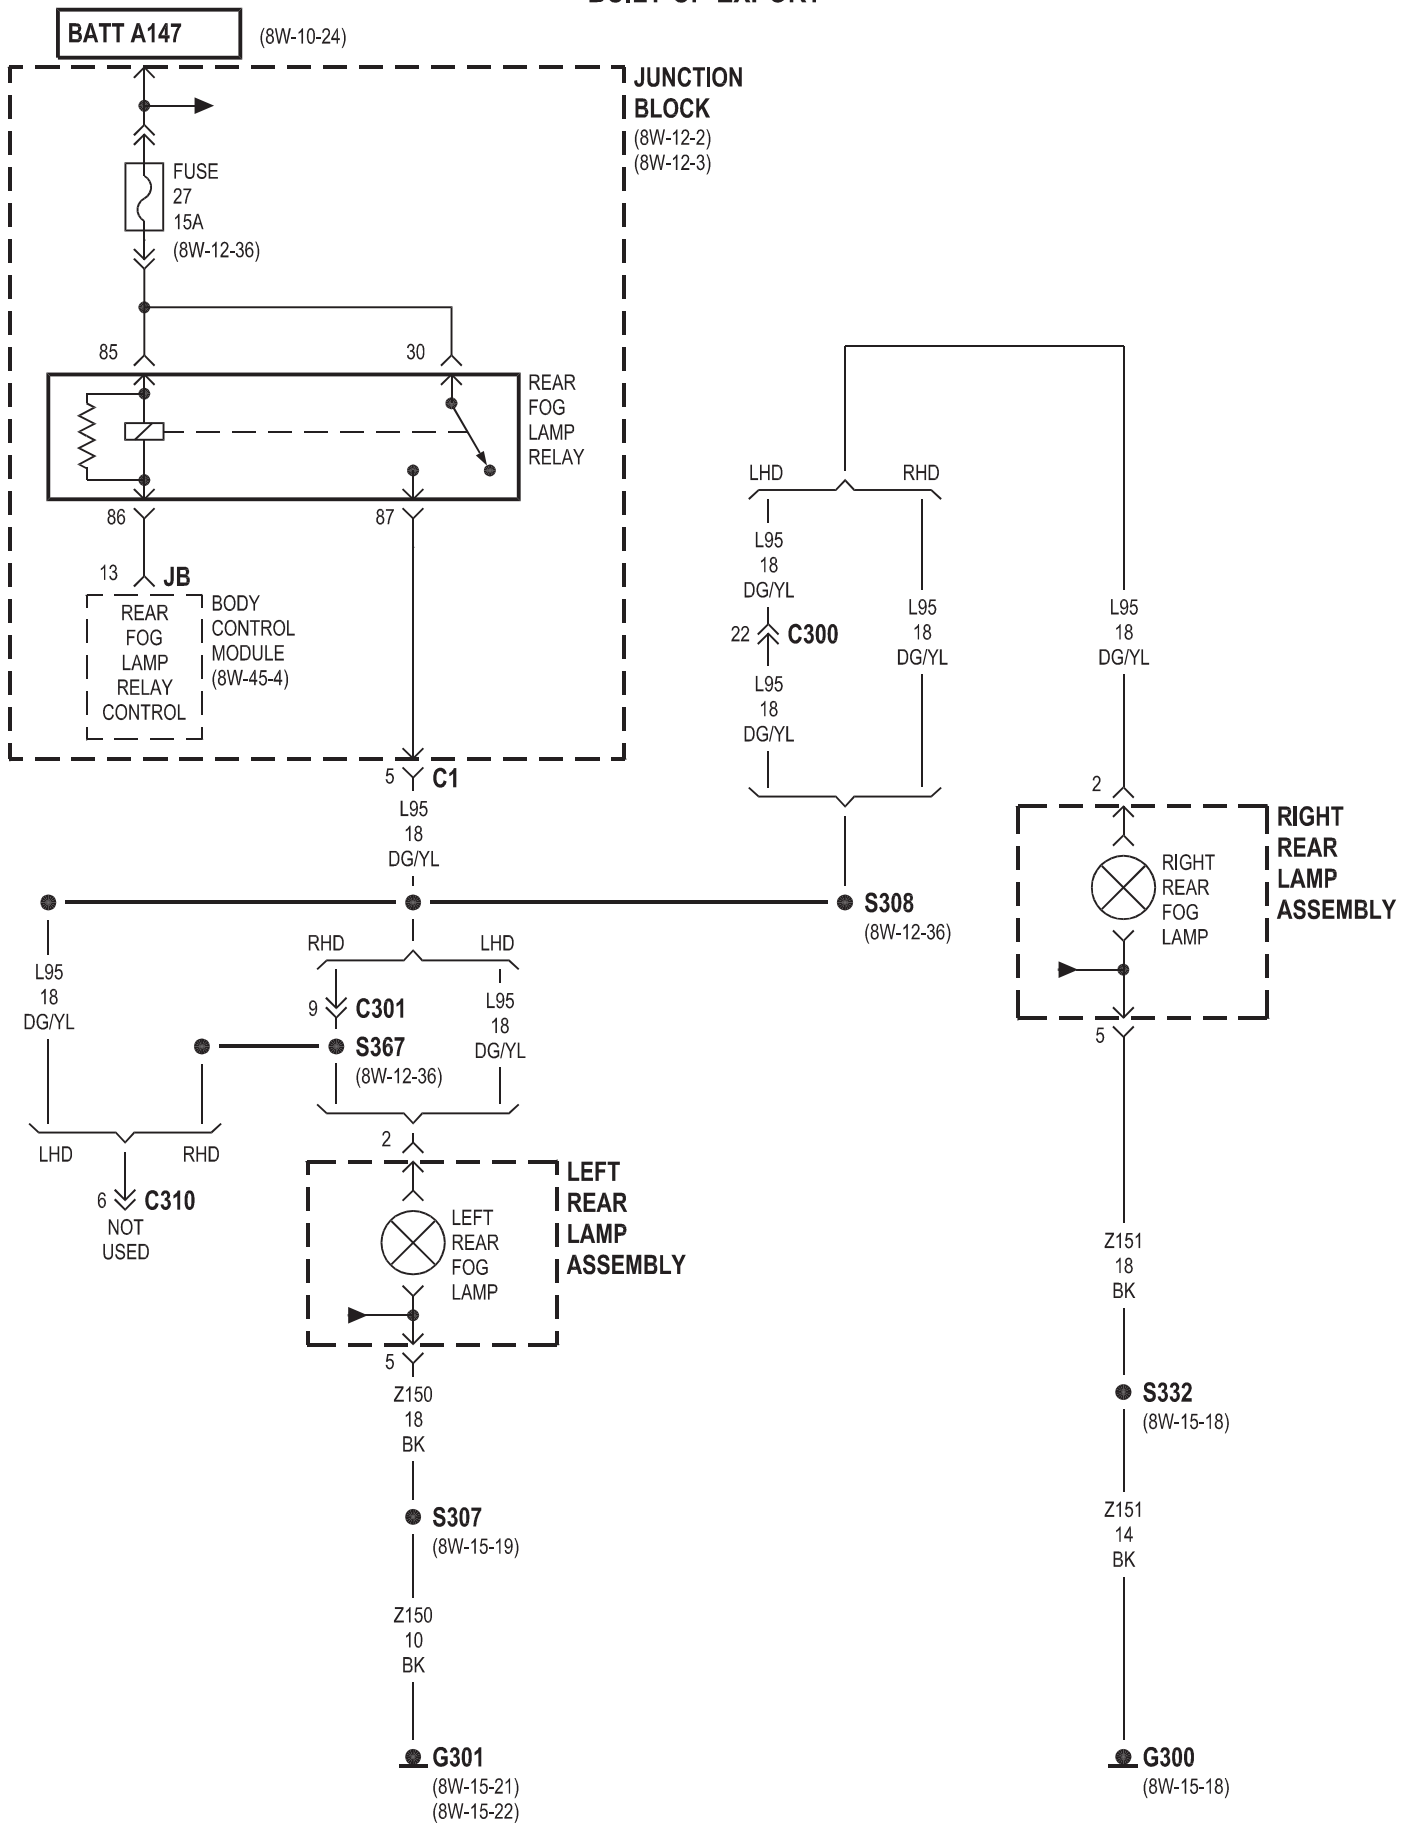 BUILT-UP-EXPORT
BATT A147
(8W-10-24)
JUNCTION
BLOCK
(8W-12-2)
(8W-12-3)
FUSE
27
15A
(8W-12-36)
85
30
REAR
FOG
LAMP
RELAY
86
87
13
JB
REAR
FOG
LAMP
RELAY
CONTROL
BODY
CONTROL
MODULE
(8W-45-4)
5
C1
L95
18
DG/YL
LHD
RHD
L95
18
DG/YL
22
C300
L95
18
DG/YL
L95
18
DG/YL
L95
18
DG/YL
2
RIGHT
REAR
LAMP
ASSEMBLY
RIGHT
REAR
FOG
LAMP
5
S308
(8W-12-36)
RHD
LHD
L95
18
DG/YL
9
C301
S367
(8W-12-36)
L95
18
DG/YL
LHD
RHD
6
C310
NOT
USED
2
LEFT
REAR
LAMP
ASSEMBLY
LEFT
REAR
FOG
LAMP
5
Z150
18
BK
S307
(8W-15-19)
Z150
10
BK
G301
(8W-15-21)
(8W-15-22)
Z151
18
BK
S332
(8W-15-18)
Z151
14
BK
G300
(8W-15-18)